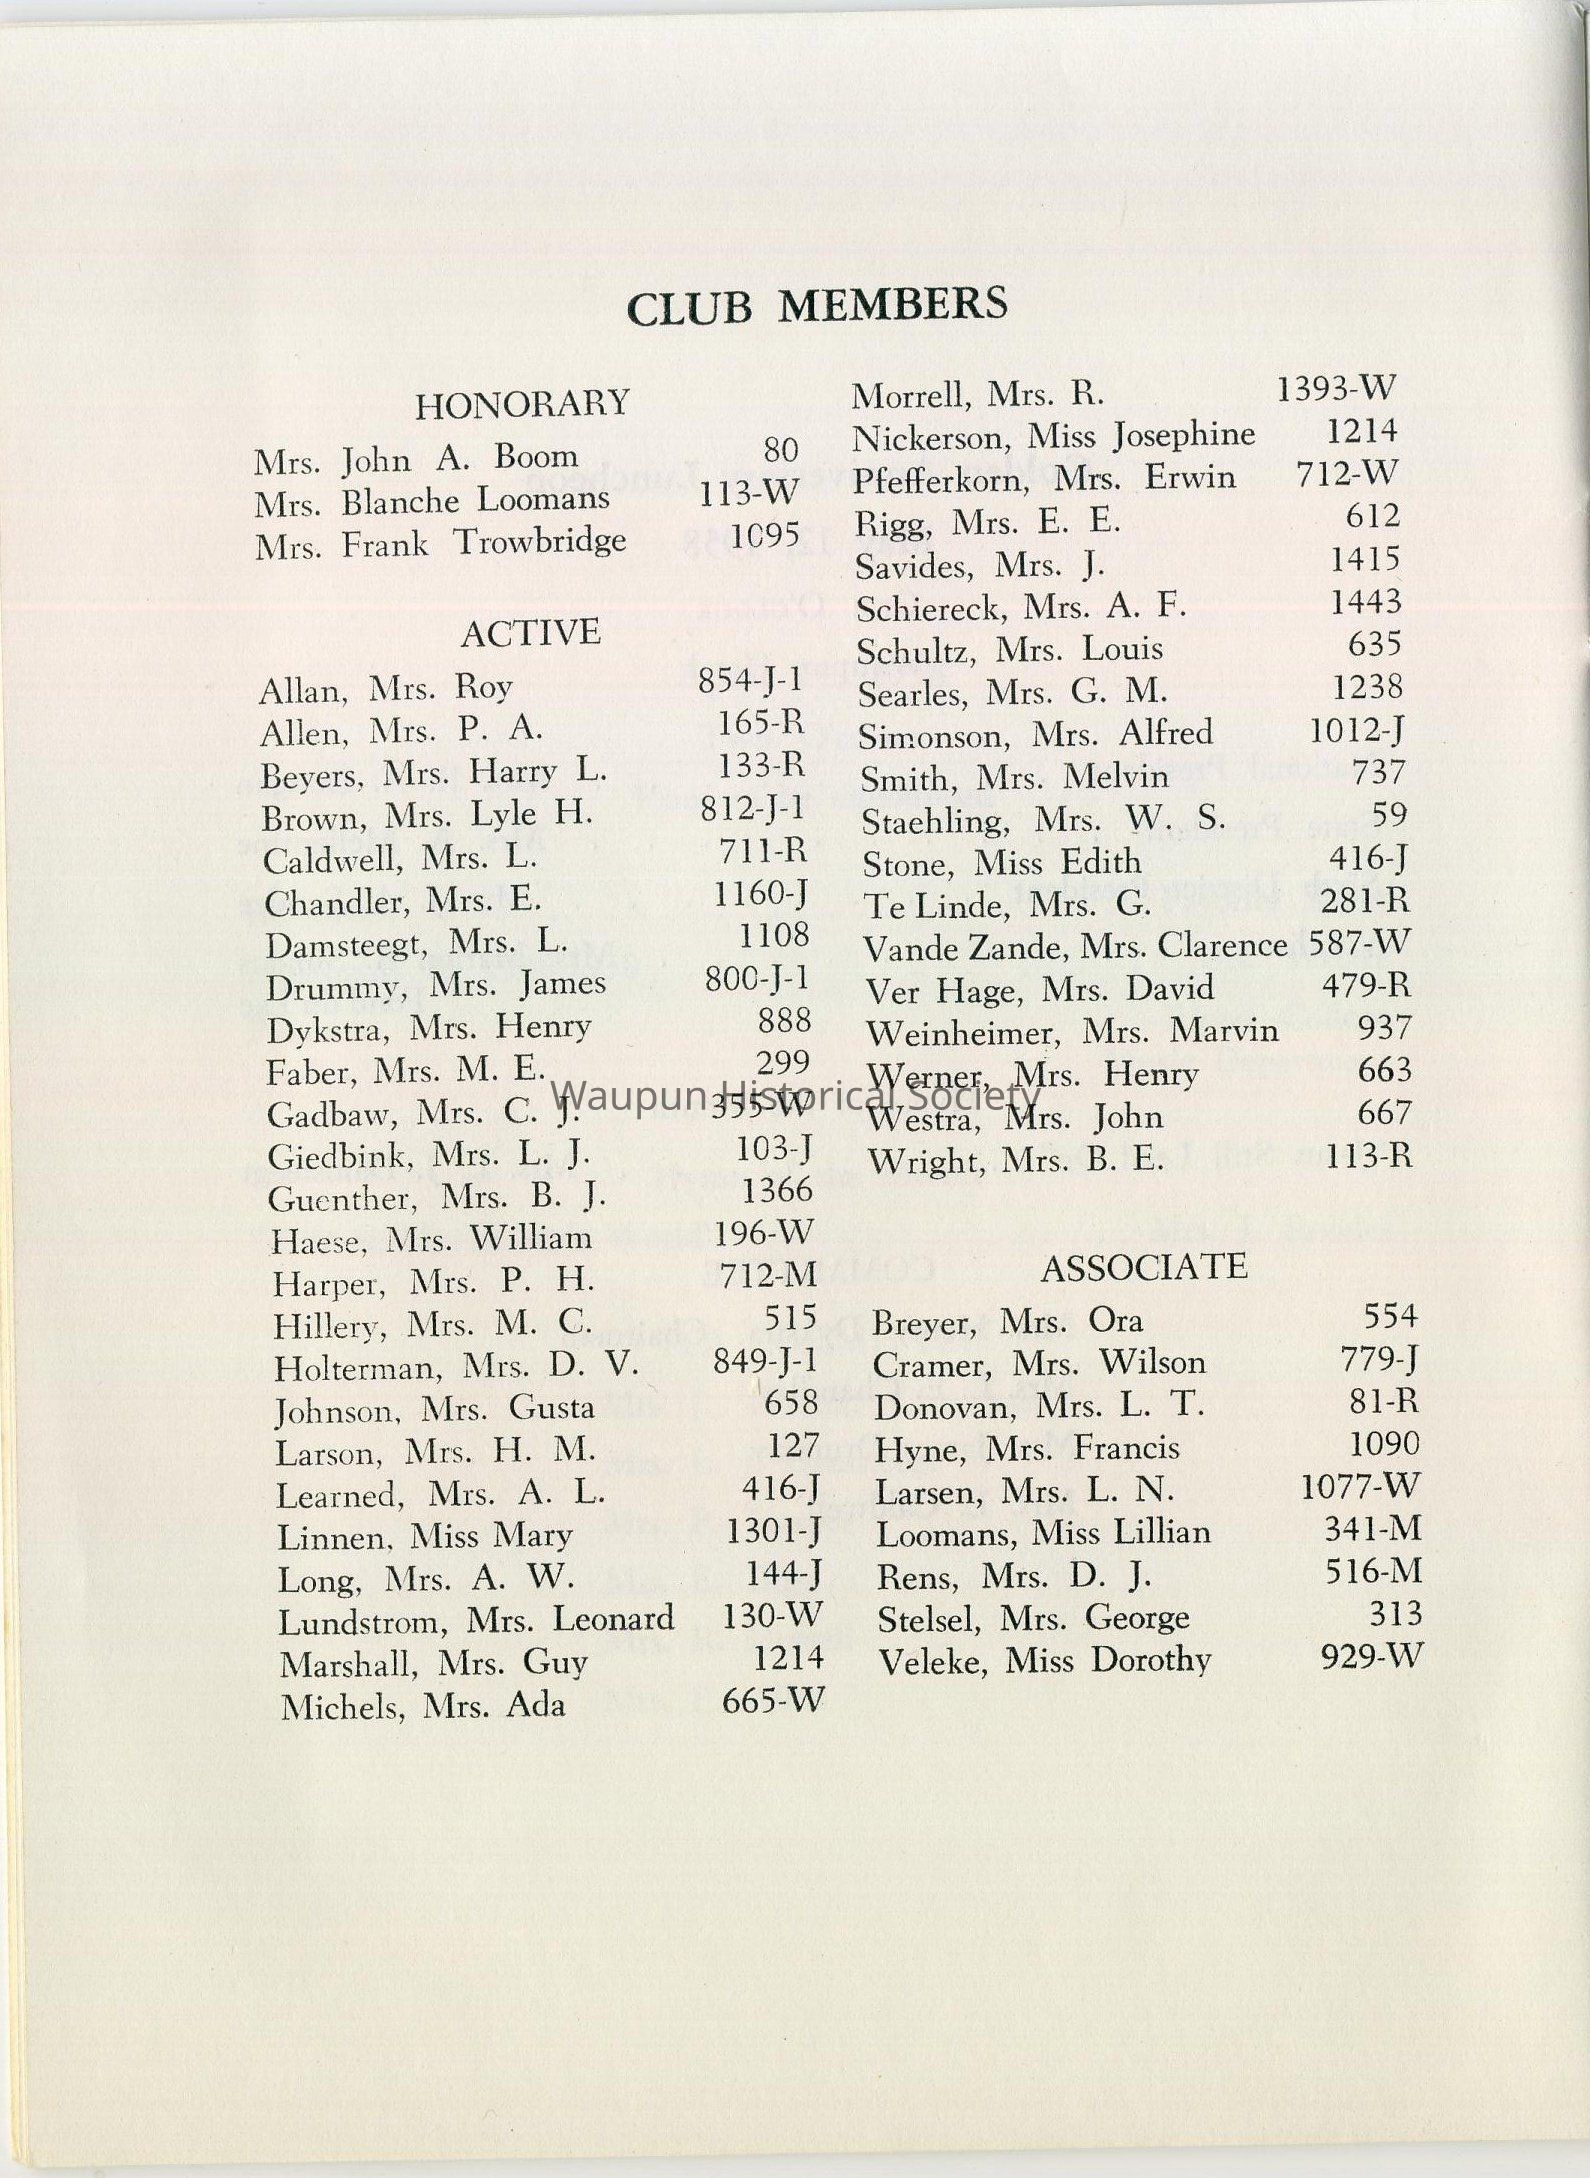 CLUB MEMBERS
HONORARY
Mrs. John A. Boom 80
Mrs. Blanche Loomans 113-W
Mrs. Frank Trowbridge 1095
ACTIVE
Allan, Mrs. Roy 854-J-1
Allen, Mrs. P. A. 165-R
Beyers, Mrs. Harry L. 133-R
Brown, Mrs. Lyle H. 812-J-1
Caldwell, Mrs. L. 711-R
Chandler, Mrs. E. 1160-J
Damsteegt, Mrs. L. 1108
Drummy, Mrs. James 800-J-1
Dykstra, Mrs. Henry 888
Faber, Mrs. M. E. 299
Gadbaw, Mrs. C. J. 355-W
Giedbink, Mrs. L. J. 103-J
Guenther, Mrs. B. J. 1366
Haese, Mrs. William 196-W
Harper, Mrs. P. H. 712-M
Hillery, Mrs. M. C. 515
Holterman, Mrs. D. V. 849-J-1
Johnson, Mrs. Gusta 658
Larson, Mrs. H. M. 127
Learned, Mrs. A. L. 416-J
Linnen, Miss Mary 1301-J
Long, Mrs. A. W. 144-J
Lundstrom, Mrs. Leonard 130-W
Marshall, Mrs. Guy 1214
Michels, Mrs. Ada 665-W
Morrell, Mrs. R. 1393-W
Nickerson, Miss Josephine 1214
Pfefferkorn, Mrs. Erwin 712-W
Rigg, Mrs. E. E. 612
Savides, Mrs. J. 1415
Schiereck, Mrs. A. F. 1443
Schultz, Mrs. Louis 635
Searles, Mrs. G. M. 1238
Simonson, Mrs. Alfred 1012-J
Smith, Mrs. Melvin 737
Staehling, Mrs. W. S. 59
Stone, Miss Edith 416-J
Te Linde, Mrs. G. 281-R
Vande Zande, Mrs. Clarence 587-W
Ver Hage, Mrs. David 479-R
Weinheimer, Mrs. Marvin 937
Werner, Mrs. Henry 663
Westra, Mrs. John 667
Wright, Mrs. B. E. 113-R
ASSOCIATE
Breyer, Mrs. Ora 554
Cramer, Mrs. Wilson 779-J
Donovan, Mrs. L. T. 81-R
Hyne, Mrs. Francis 1090
Larsen, Mrs. L. N. 1077-W
Loomans, Miss Lillian 341-M
Rens, Mrs. D. J. 516-M
Stelsel, Mrs. George 313
Veleke, Miss Dorothy 929-W
Waupun Historical Society